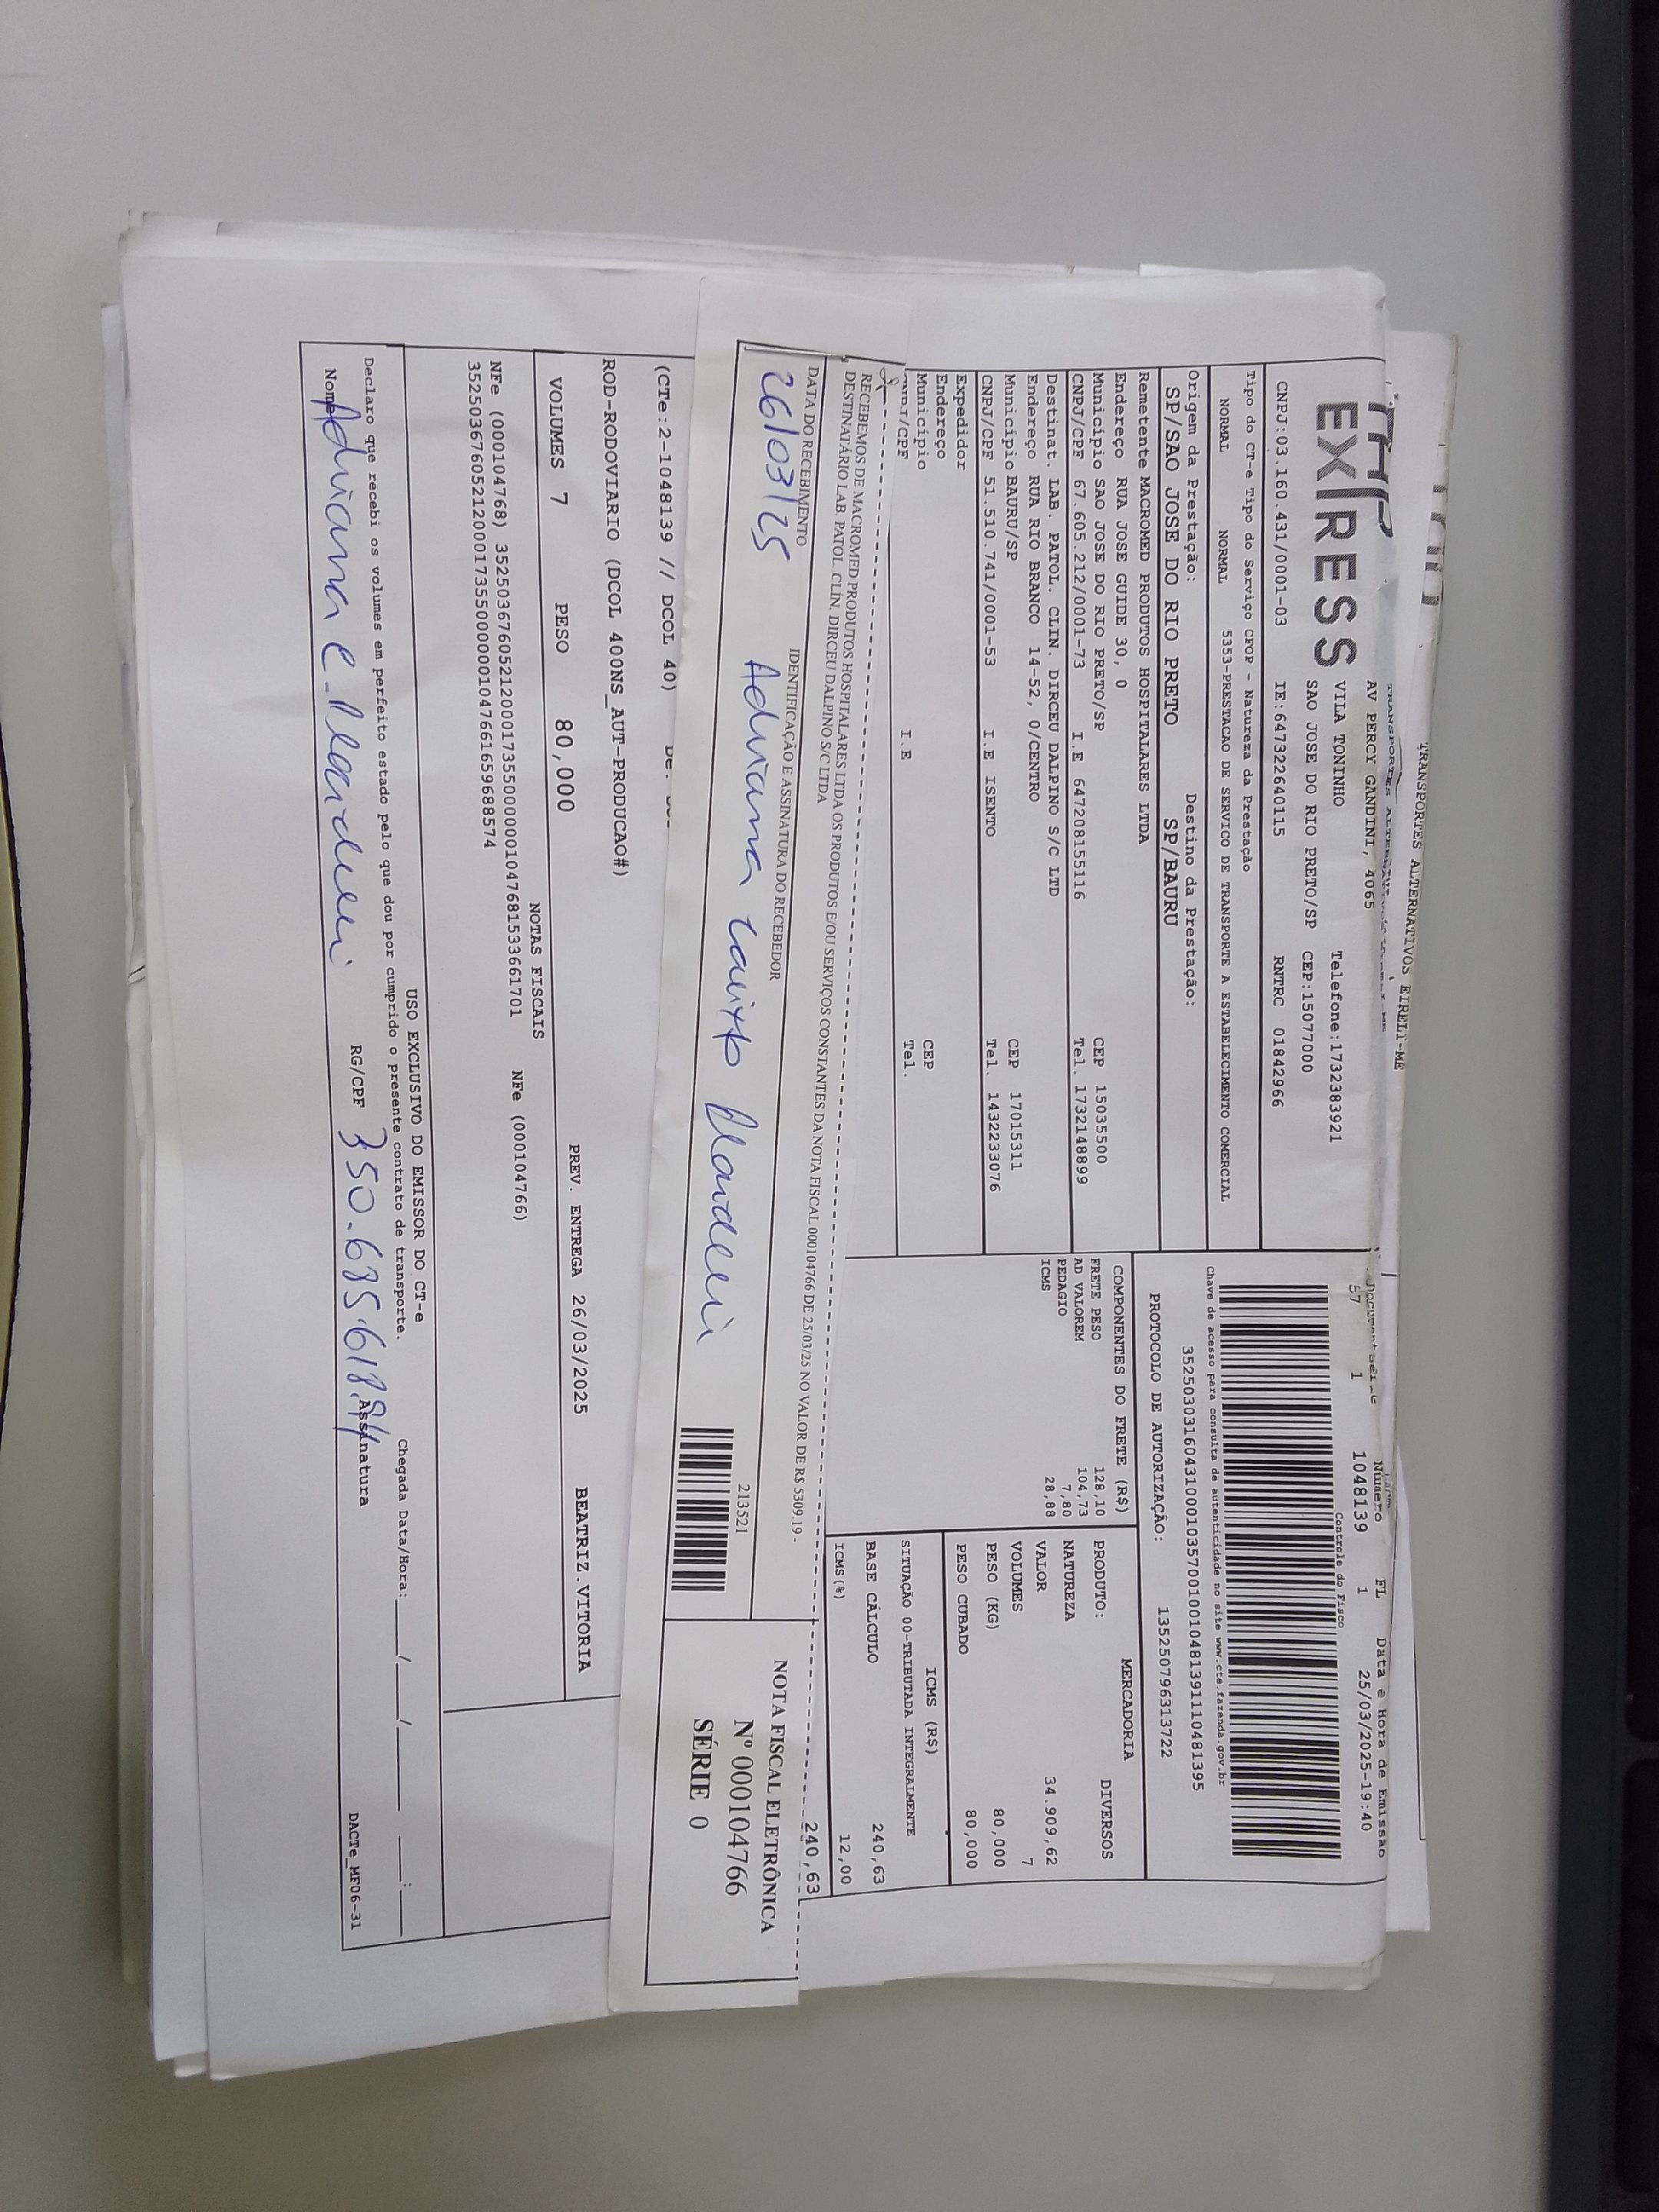 TRANSPORTES ALTERNATIVOS EIRELI-ME
EXPRESS
AV PERCY GANDINI, 4065
VILA TONINHO Telefone:1732383921
SAO JOSE DO RIO PRETO/SP CEP:15077000
CNPJ:03.160.431/0001-03 IE:647322640115 RNTRC 01842966
Número FL Data e Hora de Emissão
57 1 1048139 1 25/03/2025-19:40
Controle do Fisco
Chave de acesso para consulta de autenticidade no site www.cte.fazenda.gov.br
35250303160431000103570010010481391110481395
PROTOCOLO DE AUTORIZAÇÃO: 135250796313722
Tipo do CT-e Tipo do Serviço CFOP - Natureza da Prestação
NORMAL NORMAL 5353-PRESTACAO DE SERVICO DE TRANSPORTE A ESTABELECIMENTO COMERCIAL
Origem da Prestação: Destino da Prestação:
SP/SAO JOSE DO RIO PRETO SP/BAURU
Remetente MACROMED PRODUTOS HOSPITALARES LTDA
Endereço RUA JOSE GUIDE 30, 0
Município SAO JOSE DO RIO PRETO/SP CEP 15035500
CNPJ/CPF 67.605.212/0001-73 I.E 647208155116 Tel. 1732148899
Destinat. LAB. PATOL. CLIN. DIRCEU DALPINO S/C LTD
Endereço RUA RIO BRANCO 14-52, 0/CENTRO
Município BAURU/SP CEP 17015311
CNPJ/CPF 51.510.741/0001-53 I.E ISENTO Tel. 1432233076
Expedidor
Endereço
Município CEP
CNPJ/CPF I.E Tel.
COMPONENTES DO FRETE (R$)
FRETE PESO 128,10
AD VALOREM 104,73
PEDAGIO 7,80
ICMS 28,88
MERCADORIA
PRODUTO: DIVERSOS
NATUREZA
VALOR 34.909,62
VOLUMES 7
PESO (KG) 80,000
PESO CUBADO 80,000
ICMS (R$)
SITUAÇÃO 00-TRIBUTADA INTEGRALMENTE
BASE CÁLCULO 240,63
ICMS(%) 12,00
240,63
RECEBEMOS DE MACROMED PRODUTOS HOSPITALARES LTDA OS PRODUTOS E/OU SERVIÇOS CONSTANTES DA NOTA FISCAL 000104766 DE 25/03/25 NO VALOR DE R$ 5309.19 -
DESTINATÁRIO LAB. PATOL. CLÍN. DIRCEU DALPINO S/C LTDA
DATA DO RECEBIMENTO IDENTIFICAÇÃO E ASSINATURA DO RECEBEDOR
26/03/25 Adriana
213521
NOTA FISCAL ELETRÔNICA
Nº 000104766
SÉRIE 0
(CTe:2-1048139 // DCOL 40)
ROD-RODOVIARIO (DCOL 400NS_AUT-PRODUCAO#)
VOLUMES 7 PESO 80,000 PREV. ENTREGA 26/03/2025 BEATRIZ.VITORIA
NOTAS FISCAIS
NFe (000104768) 35250367605212000173550000001047681533661701 NFe (000104766)
35250367605212000173550000001047661659688574
USO EXCLUSIVO DO EMISSOR DO CT-e
Declaro que recebi os volumes em perfeito estado pelo que dou por cumprido o presente contrato de transporte. Chegada Data/Hora: ___/___/___ __:__
Nome Adriana RG/CPF 350.685.618.84 Assinatura
DACTe_MF06-31